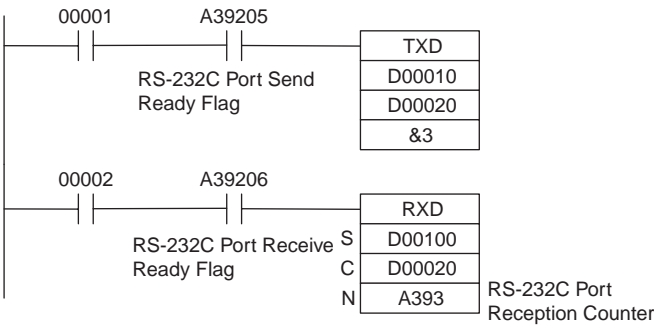 00001 A39205
TXD
D00010
D00020
&3
RS-232C Port Send
Ready Flag
00002 A39206
RXD
S D00100
C D00020
N A393
RS-232C Port Receive
Ready Flag
RS-232C Port
Reception Counter